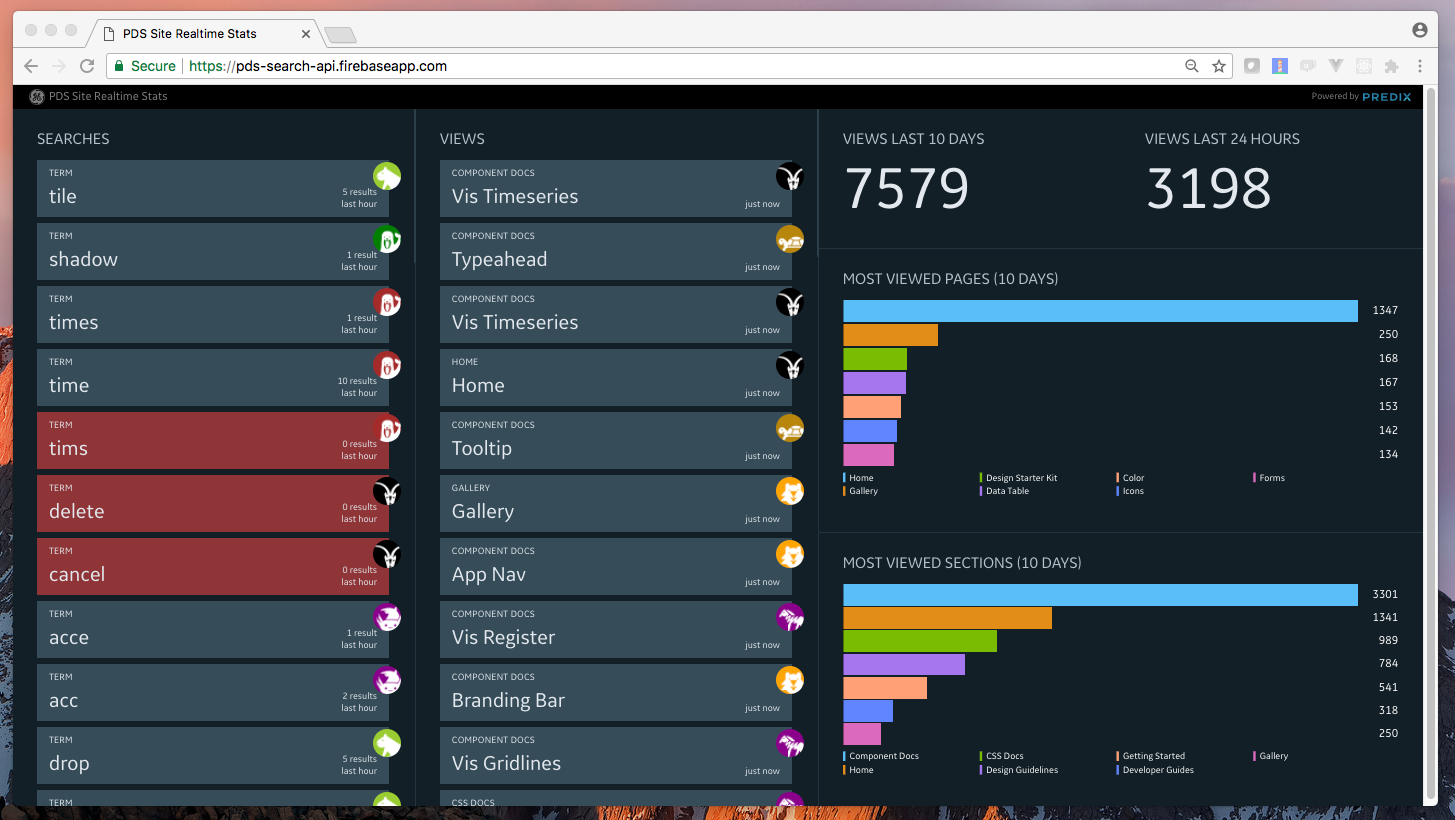 PDS Site Realtime Stats
Secure
https://pds-search-api.firebaseapp.com
PDS Site Realtime Stats
Powered by PREDIX
SEARCHES
TERM
tile
5 results
last hour
TERM
shadow
1 result
last hour
TERM
times
1 result
last hour
TERM
time
10 results
last hour
TERM
tims
0 results
last hour
TERM
delete
0 results
last hour
TERM
cancel
0 results
last hour
TERM
acce
1 result
last hour
TERM
acc
2 results
last hour
TERM
drop
5 results
last hour
TERM
VIEWS
COMPONENT DOCS
Vis Timeseries
just now
COMPONENT DOCS
Typeahead
just now
COMPONENT DOCS
Vis Timeseries
just now
HOME
Home
just now
COMPONENT DOCS
Tooltip
just now
GALLERY
Gallery
just now
COMPONENT DOCS
App Nav
just now
COMPONENT DOCS
Vis Register
just now
COMPONENT DOCS
Branding Bar
just now
COMPONENT DOCS
Vis Gridlines
just now
CSS DOCS
VIEWS LAST 10 DAYS
7579
VIEWS LAST 24 HOURS
3198
MOST VIEWED PAGES (10 DAYS)
1347
250
168
167
153
142
134
Home
Design Starter Kit
Color
Forms
Gallery
Data Table
Icons
MOST VIEWED SECTIONS (10 DAYS)
3301
1341
989
784
541
318
250
Component Docs
CSS Docs
Getting Started
Gallery
Home
Design Guidelines
Developer Guides